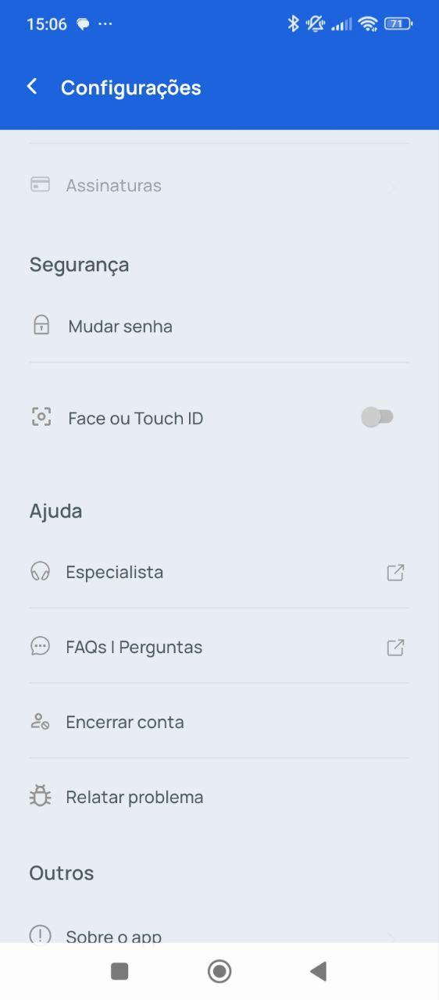 15:06
71
Configurações
Assinaturas
Segurança
Mudar senha
Face ou Touch ID
Ajuda
Especialista
FAQs | Perguntas
Encerrar conta
Relatar problema
Outros
Sobre o app